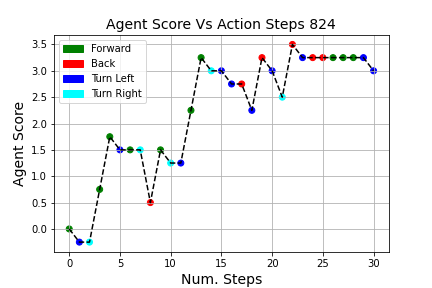 Agent Score Vs Action Steps 824
Agent Score
3.5
3.0
2.5
2.0
1.5
1.0
0.5
0.0
Forward
Back
Turn Left
Turn Right
0 5 10 15 20 25 30
Num. Steps